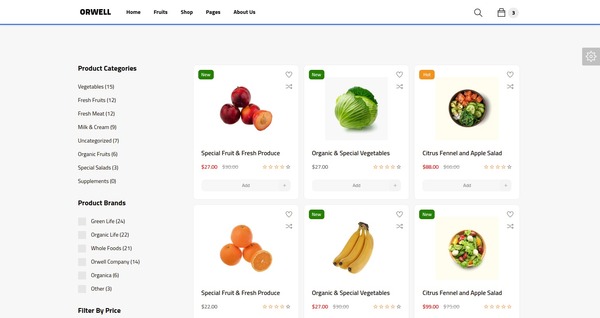 ORWELL
Home Fruits Shop Pages About Us
3
Product Categories
Vegetables (15)
Fresh Fruits (12)
Fresh Meat (12)
Milk & Cream (9)
Uncategorized (7)
Organic Fruits (6)
Special Salads (3)
Supplements (0)
Product Brands
Green Life (24)
Organic Life (22)
Whole Foods (21)
Orwell Company (14)
Organica (6)
Other (3)
Filter By Price
New
Special Fruit & Fresh Produce
$27.00 $30.00
Add +
New
Organic & Special Vegetables
$27.00
Add +
Hot
Citrus Fennel and Apple Salad
$88.00
Add +
Special Fruit & Fresh Produce
$22.00
New
Organic & Special Vegetables
$27.00 $30.00
New
Citrus Fennel and Apple Salad
$99.00 $75.00